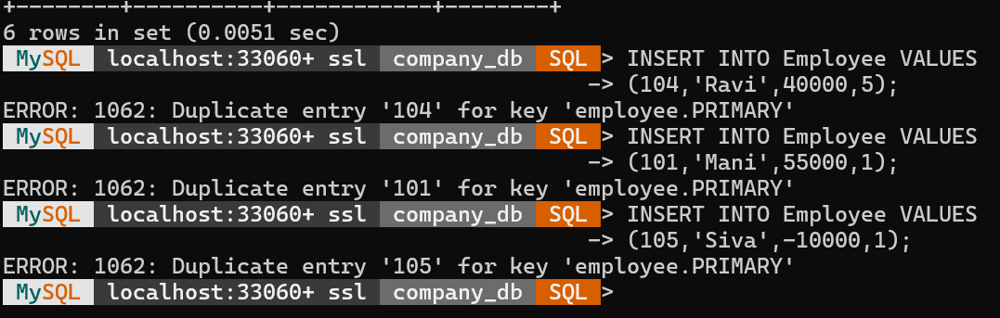 +--------+----------+------------+--------+
6 rows in set (0.0051 sec)
MySQL localhost:33060+ ssl company_db SQL > INSERT INTO Employee VALUES
-> (104,'Ravi',40000,5);
ERROR: 1062: Duplicate entry '104' for key 'employee.PRIMARY'
MySQL localhost:33060+ ssl company_db SQL > INSERT INTO Employee VALUES
-> (101,'Mani',55000,1);
ERROR: 1062: Duplicate entry '101' for key 'employee.PRIMARY'
MySQL localhost:33060+ ssl company_db SQL > INSERT INTO Employee VALUES
-> (105,'Siva',-10000,1);
ERROR: 1062: Duplicate entry '105' for key 'employee.PRIMARY'
MySQL localhost:33060+ ssl company_db SQL >